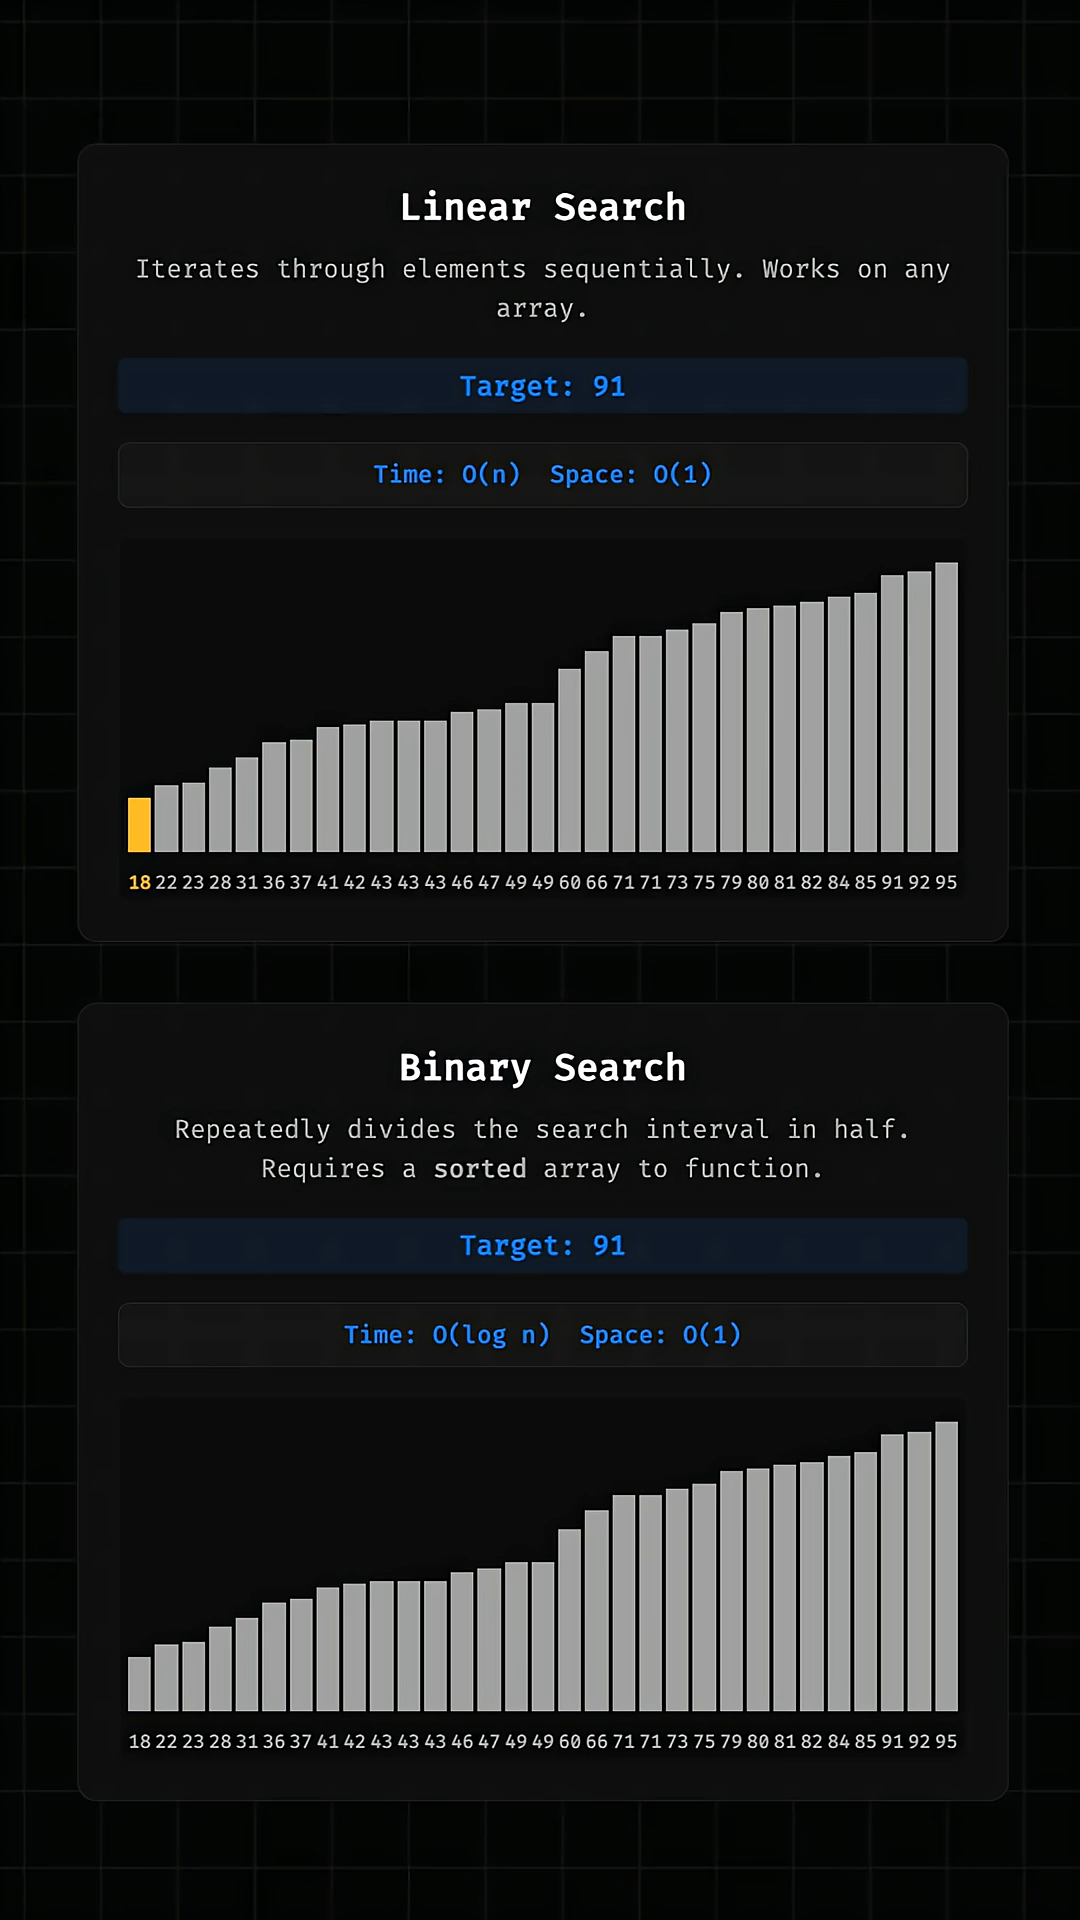 Linear Search
Iterates through elements sequentially. Works on any
array.
Target: 91
Time: O(n) Space: O(1)
18 22 23 28 31 36 37 41 42 43 43 43 46 47 49 49 60 66 71 71 73 75 79 80 81 82 84 85 91 92 95
Binary Search
Repeatedly divides the search interval in half.
Requires a sorted array to function.
Target: 91
Time: O(log n) Space: O(1)
18 22 23 28 31 36 37 41 42 43 43 43 46 47 49 49 60 66 71 71 73 75 79 80 81 82 84 85 91 92 95